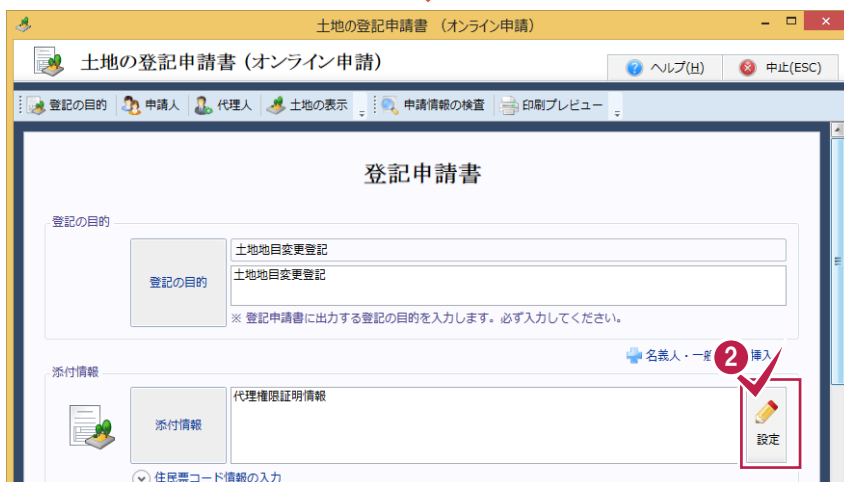 土地の登記申請書 （オンライン申請）
土地の登記申請書 (オンライン申請)
ヘルプ(H)
中止(ESC)
登記の目的
申請人
代理人
土地の表示
申請情報の検査
印刷プレビュー
登記申請書
登記の目的
登記の目的
土地地目変更登記
土地地目変更登記
※ 登記申請書に出力する登記の目的を入力します。必ず入力してください。
名義人・一般
2
挿入
添付情報
添付情報
代理権限証明情報
設定
住民票コード情報の入力